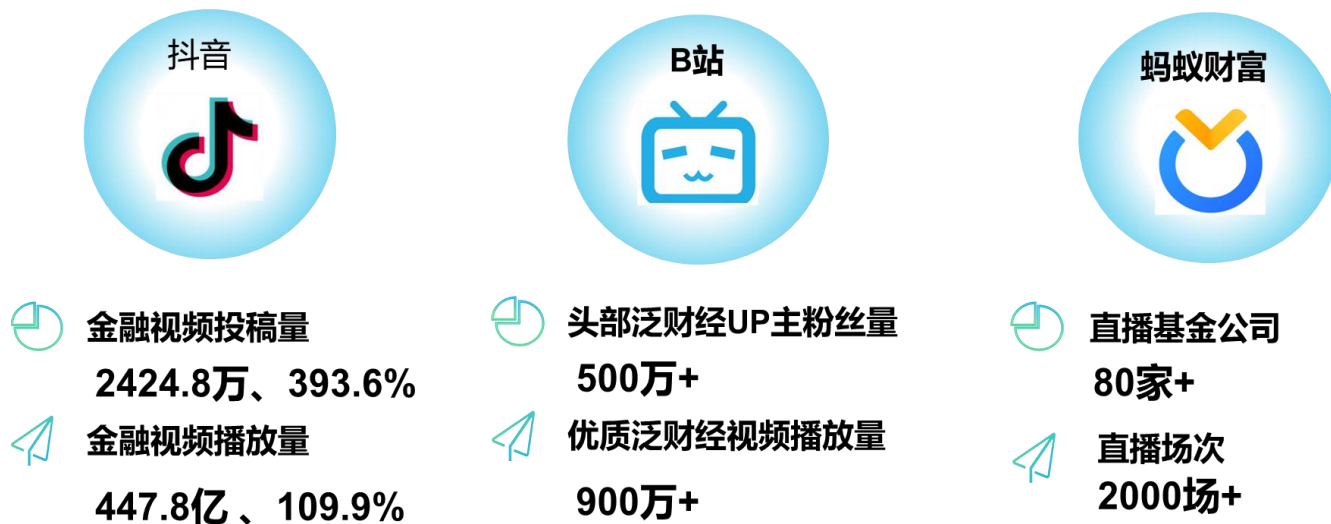 抖音
金融视频投稿量
2424.8万、393.6%
金融视频播放量
447.8亿 、109.9%
B站
头部泛财经UP主粉丝量
500万+
优质泛财经视频播放量
900万+
蚂蚁财富
直播基金公司
80家+
直播场次
2000场+